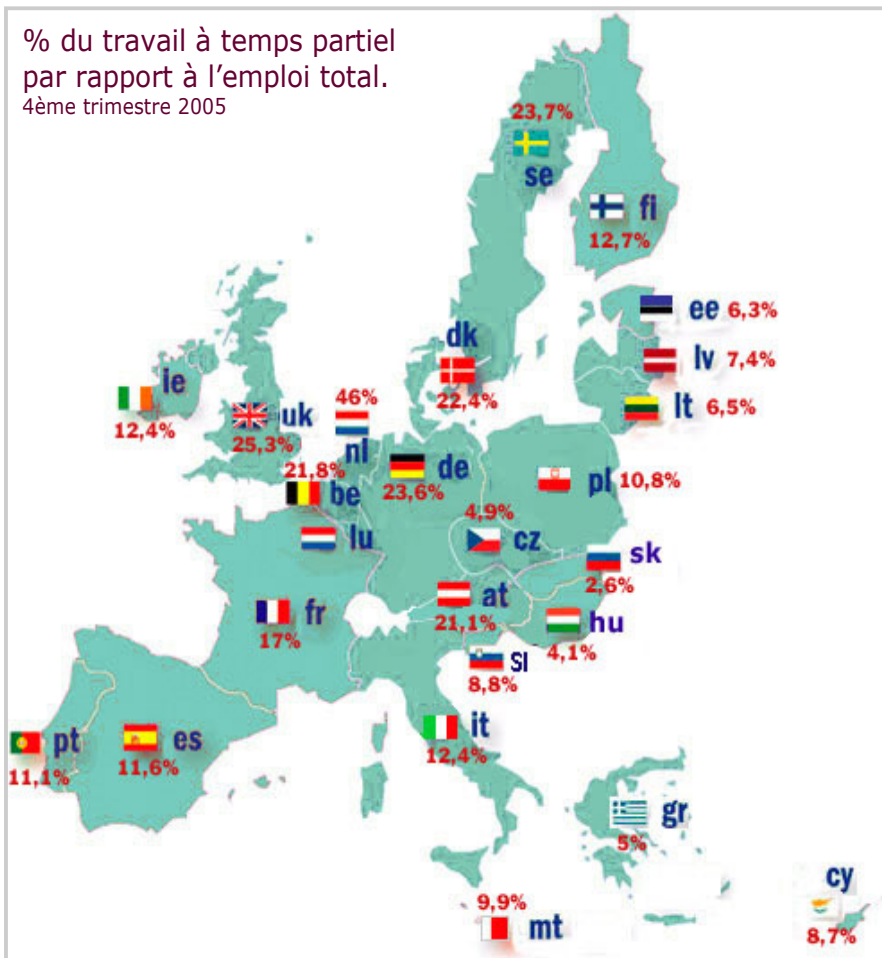 % du travail à temps partiel
par rapport à l’emploi total.
4ème trimestre 2005
23,7%
se
fi
12,7%
ee 6,3%
lv 7,4%
lt 6,5%
dk
22,4%
ie
12,4%
uk
25,3%
46%
nl
21,8%
be
de
23,6%
pl 10,8%
4,9%
cz
lu
sk
2,6%
at
21,1%
hu
4,1%
fr
17%
SI
8,8%
pt
11,1%
es
11,6%
it
12,4%
gr
5%
9,9%
mt
cy
8,7%